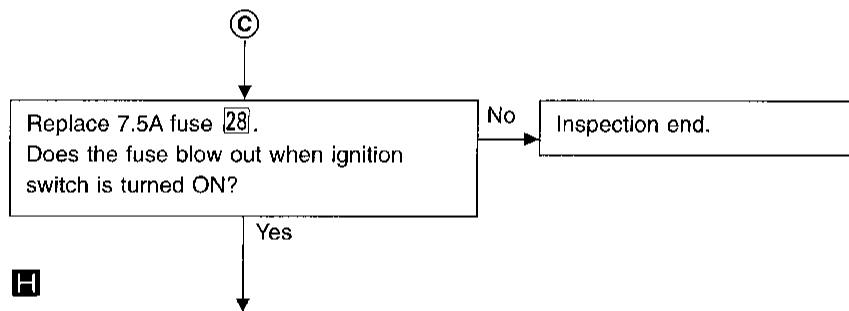 C
Replace 7.5A fuse 28.
Does the fuse blow out when ignition
switch is turned ON?
No
Inspection end.
Yes
H